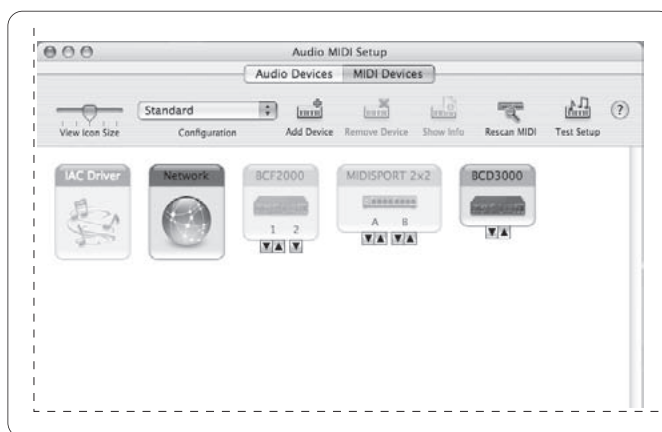 Audio MIDI Setup
Audio Devices MIDI Devices
Standard
?
View Icon Size Configuration Add Device Remove Device Show Info Rescan MIDI Test Setup
IAC Driver Network BCF2000 MIDISPORT 2x2 BCD3000
1 2 A B